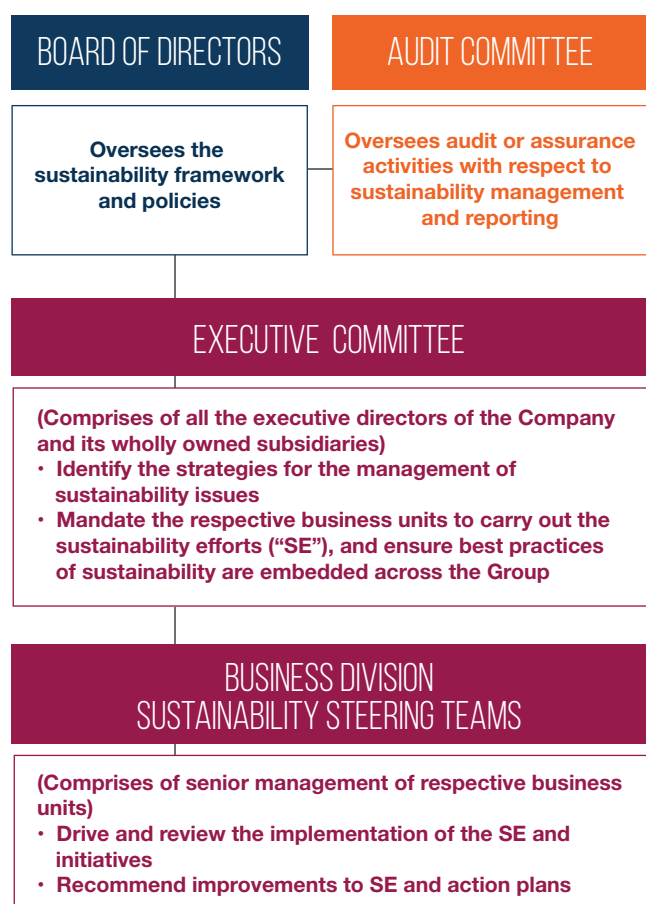 BOARD OF DIRECTORS
AUDIT COMMITTEE
Oversees the
sustainability framework
and policies
Oversees audit or assurance
activities with respect to
sustainability management
and reporting
EXECUTIVE COMMITTEE
(Comprises of all the executive directors of the Company
and its wholly owned subsidiaries)
• Identify the strategies for the management of
sustainability issues
• Mandate the respective business units to carry out the
sustainability efforts (“SE”), and ensure best practices
of sustainability are embedded across the Group
BUSINESS DIVISION
SUSTAINABILITY STEERING TEAMS
(Comprises of senior management of respective business
units)
• Drive and review the implementation of the SE and
initiatives
• Recommend improvements to SE and action plans